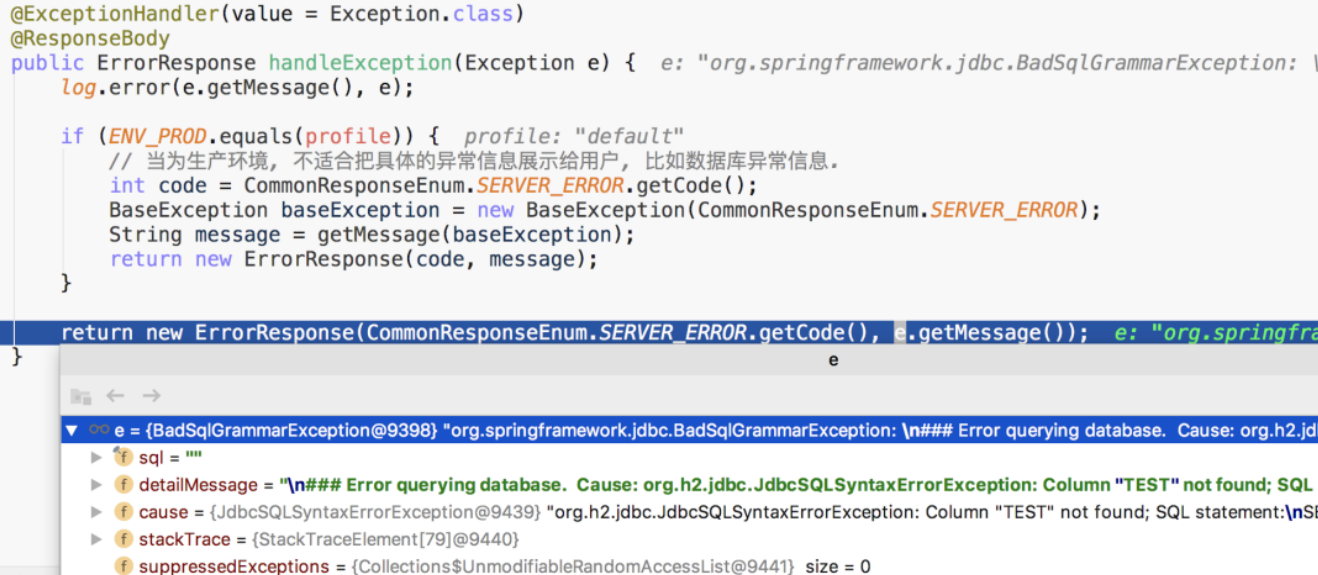 @ExceptionHandler(value = Exception.class)
@ResponseBody
public ErrorResponse handleException(Exception e) {  e: "org.springframework.jdbc.BadSqlGrammarException: \
log.error(e.getMessage(), e);
if (ENV_PROD.equals(profile)) {  profile: "default"
// 当为生产环境, 不适合把具体的异常信息展示给用户, 比如数据库异常信息.
int code = CommonResponseEnum.SERVER_ERROR.getCode();
BaseException baseException = new BaseException(CommonResponseEnum.SERVER_ERROR);
String message = getMessage(baseException);
return new ErrorResponse(code, message);
}
return new ErrorResponse(CommonResponseEnum.SERVER_ERROR.getCode(), e.getMessage());  e: "org.springfra
}
e
e = {BadSqlGrammarException@9398} "org.springframework.jdbc.BadSqlGrammarException: \n### Error querying database.  Cause: org.h2.jd
f sql = ""
f detailMessage = "\n### Error querying database.  Cause: org.h2.jdbc.JdbcSQLSyntaxErrorException: Column "TEST" not found; SQL
f cause = {JdbcSQLSyntaxErrorException@9439} "org.h2.jdbc.JdbcSQLSyntaxErrorException: Column "TEST" not found; SQL statement:\nSE
f stackTrace = {StackTraceElement[79]@9440}
f suppressedExceptions = {Collections$UnmodifiableRandomAccessList@9441}  size = 0